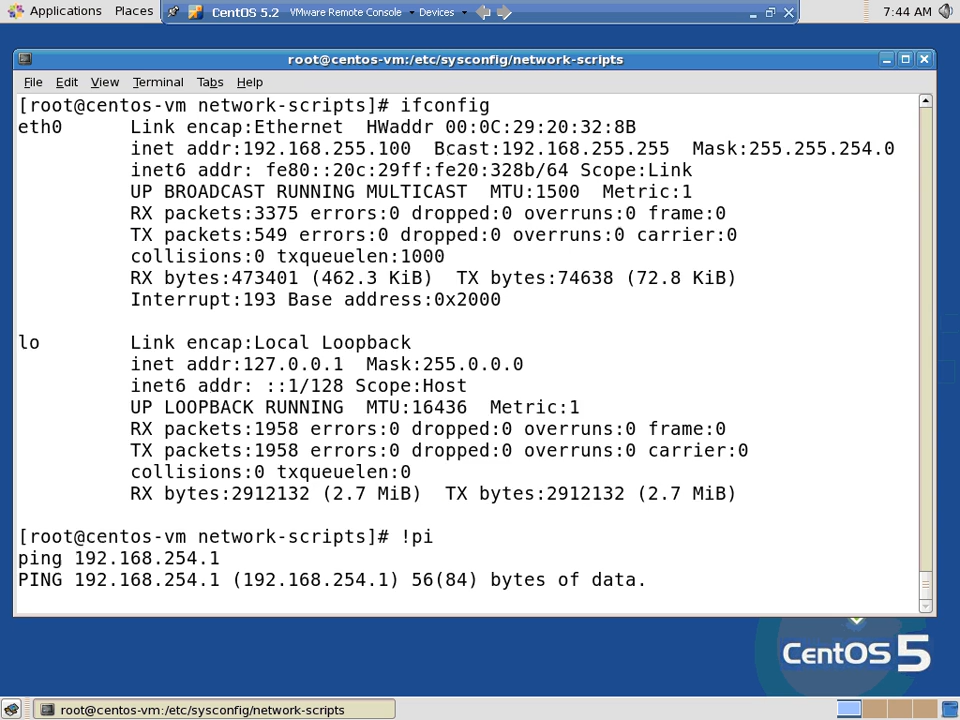 Applications Places CentOS 5.2 VMware Remote Console Devices 7:44 AM
root@centos-vm:/etc/sysconfig/network-scripts
File Edit View Terminal Tabs Help
[root@centos-vm network-scripts]# ifconfig
eth0 Link encap:Ethernet HWaddr 00:0C:29:20:32:8B
inet addr:192.168.255.100 Bcast:192.168.255.255 Mask:255.255.254.0
inet6 addr: fe80::20c:29ff:fe20:328b/64 Scope:Link
UP BROADCAST RUNNING MULTICAST MTU:1500 Metric:1
RX packets:3375 errors:0 dropped:0 overruns:0 frame:0
TX packets:549 errors:0 dropped:0 overruns:0 carrier:0
collisions:0 txqueuelen:1000
RX bytes:473401 (462.3 KiB) TX bytes:74638 (72.8 KiB)
Interrupt:193 Base address:0x2000
lo Link encap:Local Loopback
inet addr:127.0.0.1 Mask:255.0.0.0
inet6 addr: ::1/128 Scope:Host
UP LOOPBACK RUNNING MTU:16436 Metric:1
RX packets:1958 errors:0 dropped:0 overruns:0 frame:0
TX packets:1958 errors:0 dropped:0 overruns:0 carrier:0
collisions:0 txqueuelen:0
RX bytes:2912132 (2.7 MiB) TX bytes:2912132 (2.7 MiB)
[root@centos-vm network-scripts]# !pi
ping 192.168.254.1
PING 192.168.254.1 (192.168.254.1) 56(84) bytes of data.
CentOS 5
root@centos-vm:/etc/sysconfig/network-scripts